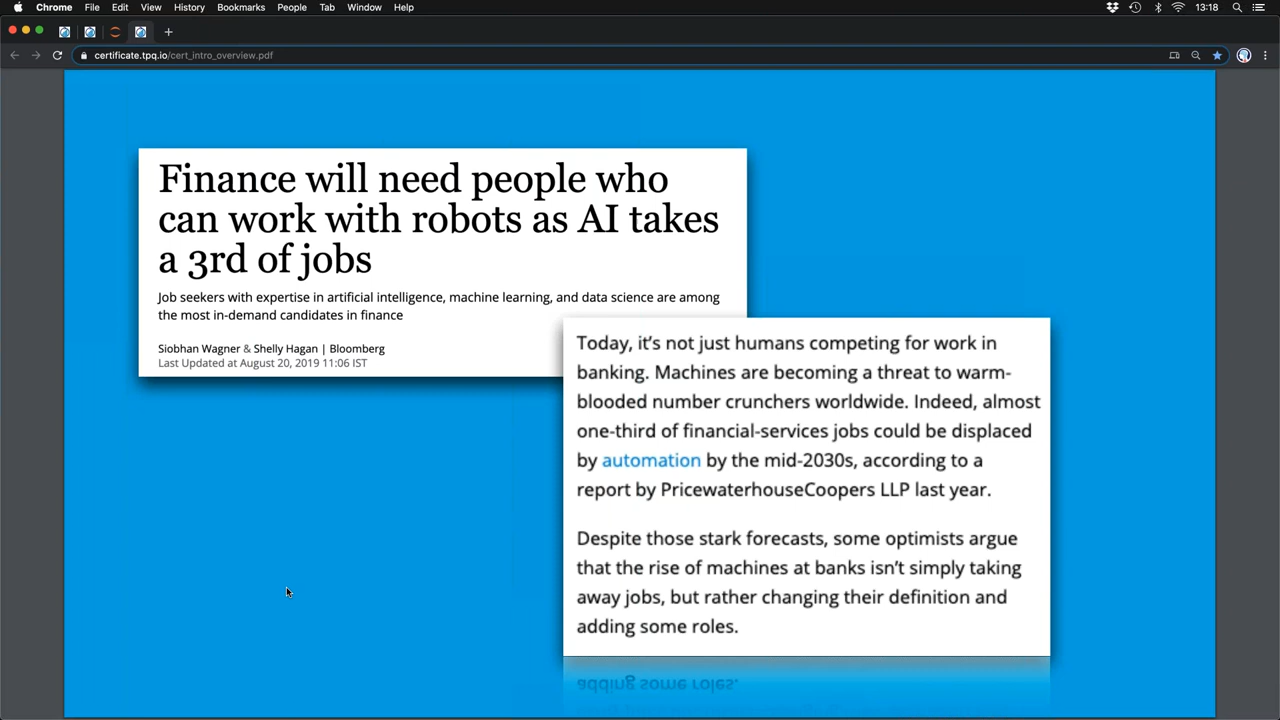 Chrome File Edit View History Bookmarks People Tab Window Help 13:18
certificate.tpq.io/cert_intro_overview.pdf
Finance will need people who
can work with robots as AI takes
a 3rd of jobs
Job seekers with expertise in artificial intelligence, machine learning, and data science are among
the most in-demand candidates in finance
Siobhan Wagner & Shelly Hagan | Bloomberg
Last Updated at August 20, 2019 11:06 IST
Today, it's not just humans competing for work in
banking. Machines are becoming a threat to warm-
blooded number crunchers worldwide. Indeed, almost
one-third of financial-services jobs could be displaced
by automation by the mid-2030s, according to a
report by PricewaterhouseCoopers LLP last year.
Despite those stark forecasts, some optimists argue
that the rise of machines at banks isn't simply taking
away jobs, but rather changing their definition and
adding some roles.
adding some roles.